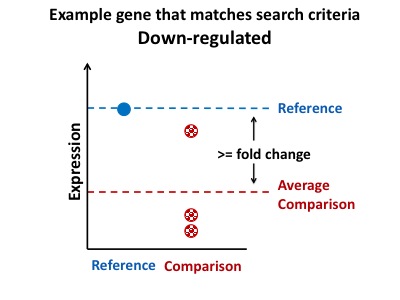 Example gene that matches search criteria
Down-regulated
Reference
>= fold change
Average
Comparison
Expression
Reference Comparison